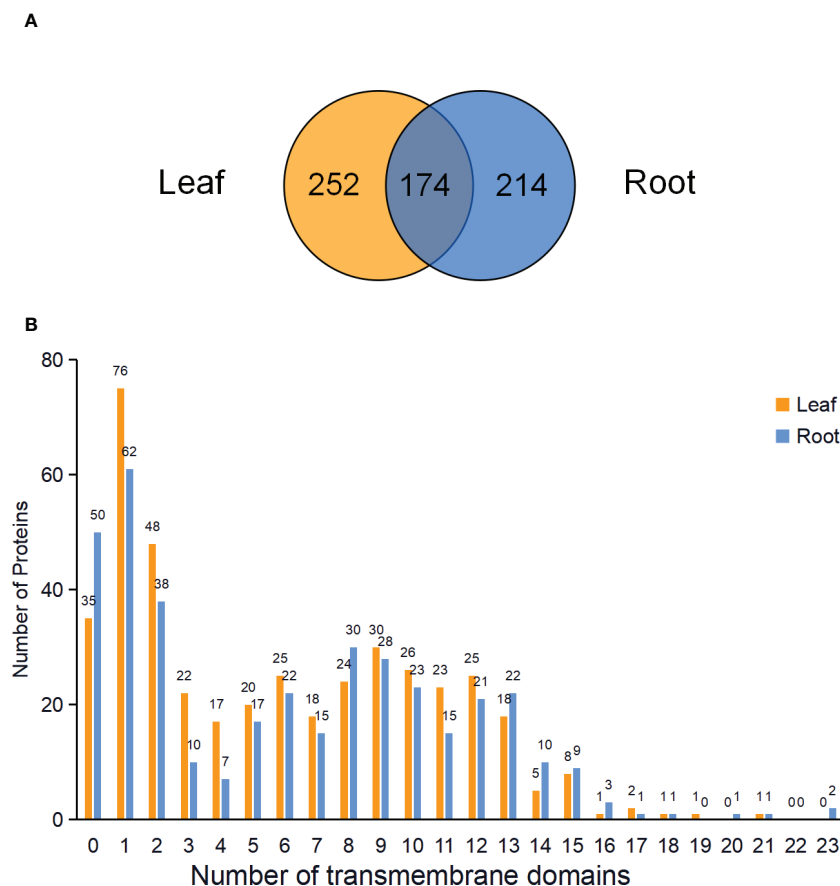 A
Leaf 252 174 214 Root
B
80
60
40
20
0
Number of Proteins
Leaf
Root
35 50 76 62 48 38 22 10 17 7 20 17 25 22 18 15 24 30 30 28 26 23 23 15 25 21 18 22 5 10 8 9 1 3 2 1 1 1 1 0 0 1 1 1 0 0 0 2
0 1 2 3 4 5 6 7 8 9 10 11 12 13 14 15 16 17 18 19 20 21 22 23
Number of transmembrane domains